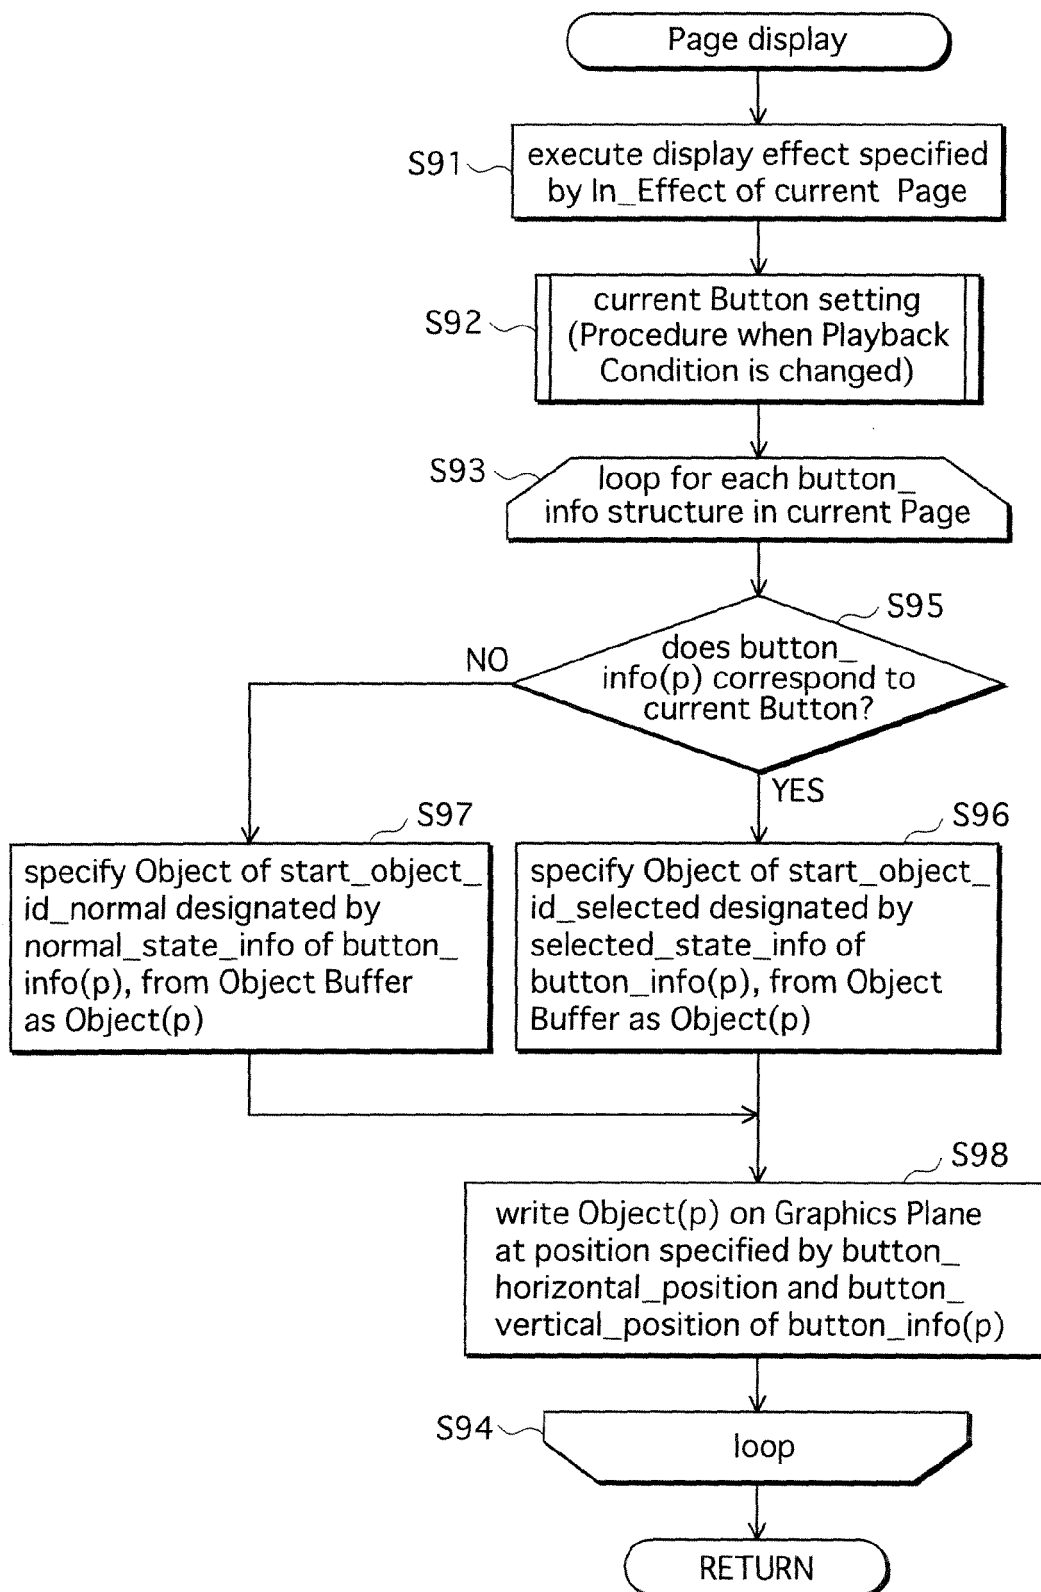 Page display
S91
execute display effect specified
by In_Effect of current Page
S92
current Button setting
(Procedure when Playback
Condition is changed)
S93
loop for each button_
info structure in current Page
S95
does button_
info(p) correspond to
current Button?
NO
YES
S97
specify Object of start_object_
id_normal designated by
normal_state_info of button_
info(p), from Object Buffer
as Object(p)
S96
specify Object of start_object_
id_selected designated by
selected_state_info of
button_info(p), from Object
Buffer as Object(p)
S98
write Object(p) on Graphics Plane
at position specified by button_
horizontal_position and button_
vertical_position of button_info(p)
S94
loop
RETURN